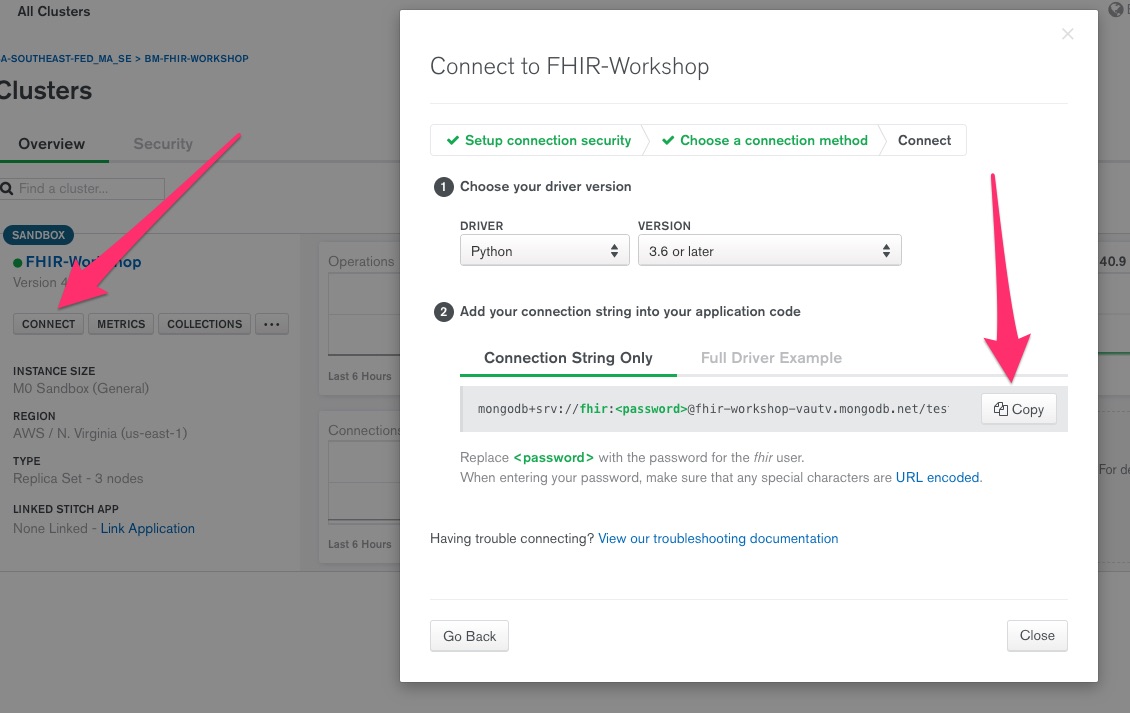 All Clusters
A-SOUTHEAST-FED_MA_SE > BM-FHIR-WORKSHOP
Clusters
Overview Security
Find a cluster...
SANDBOX
FHIR-Workshop
Version 4
CONNECT METRICS COLLECTIONS ...
INSTANCE SIZE
M0 Sandbox (General)
REGION
AWS / N. Virginia (us-east-1)
TYPE
Replica Set - 3 nodes
LINKED STITCH APP
None Linked - Link Application
Operations
Last 6 Hours
Connections
Last 6 Hours
40.9
For de
Connect to FHIR-Workshop
Setup connection security Choose a connection method Connect
1 Choose your driver version
DRIVER VERSION
Python 3.6 or later
2 Add your connection string into your application code
Connection String Only Full Driver Example
mongodb+srv://fhir:<password>@fhir-workshop-vautv.mongodb.net/tes
Copy
Replace <password> with the password for the fhir user.
When entering your password, make sure that any special characters are URL encoded.
Having trouble connecting? View our troubleshooting documentation
Go Back Close